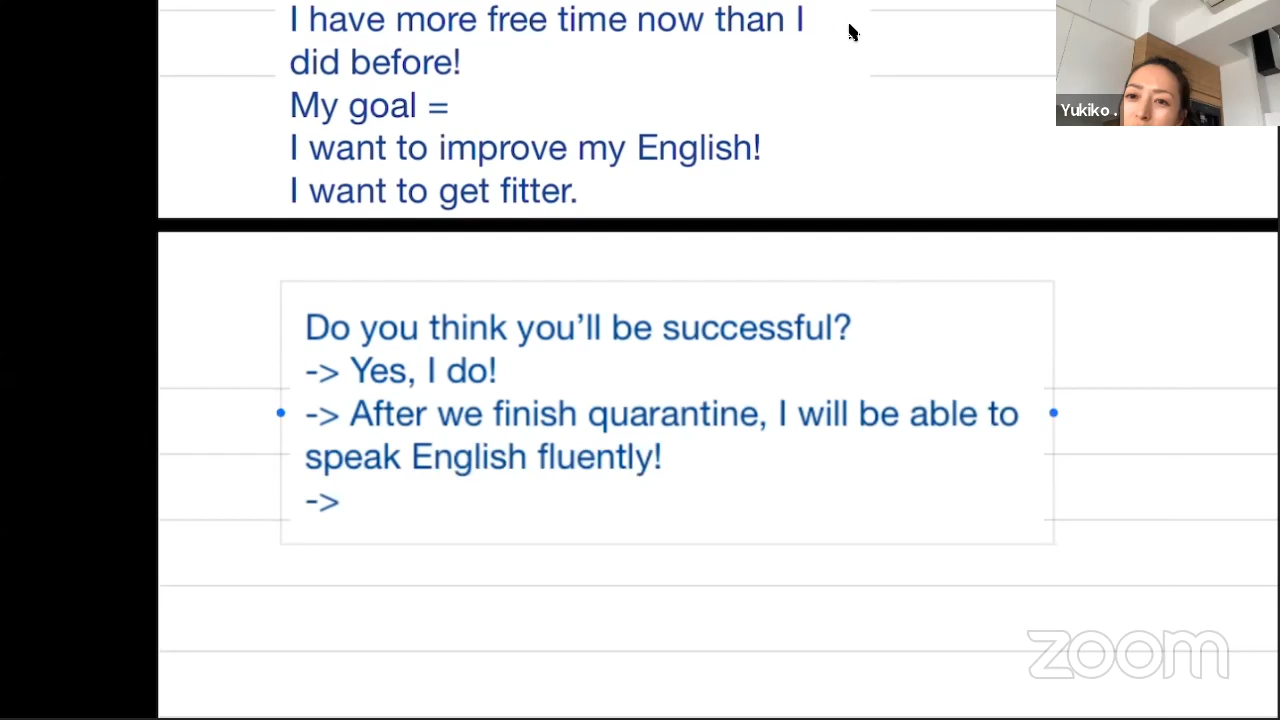 I have more free time now than I
did before!
My goal =
I want to improve my English!
I want to get fitter.
Yukiko .
Do you think you’ll be successful?
-> Yes, I do!
-> After we finish quarantine, I will be able to
speak English fluently!
->
zoom